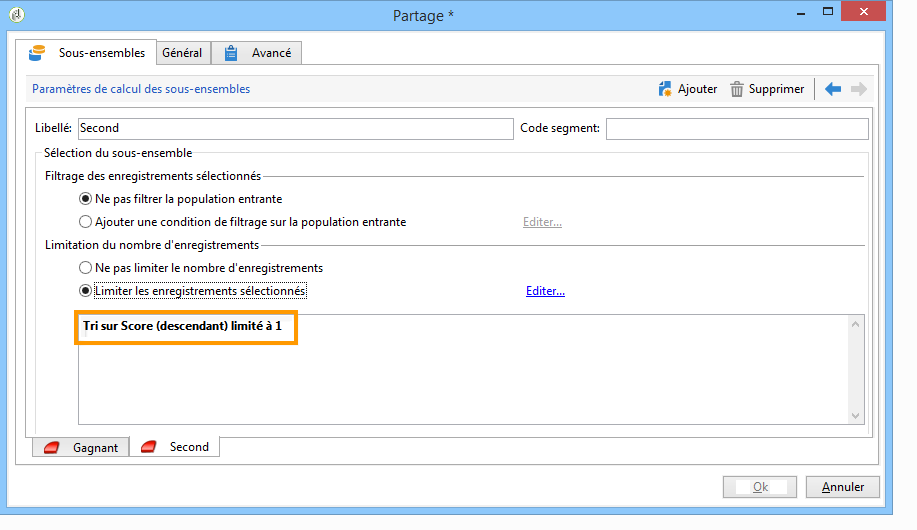 Partage *
Sous-ensembles Général Avancé
Paramètres de calcul des sous-ensembles Ajouter Supprimer
Libellé: Second Code segment:
Sélection du sous-ensemble
Filtrage des enregistrements sélectionnés
Ne pas filtrer la population entrante
Ajouter une condition de filtrage sur la population entrante Editer...
Limitation du nombre d'enregistrements
Ne pas limiter le nombre d'enregistrements
Limiter les enregistrements sélectionnés Editer...
Tri sur Score (descendant) limité à 1
Gagnant Second
Ok Annuler